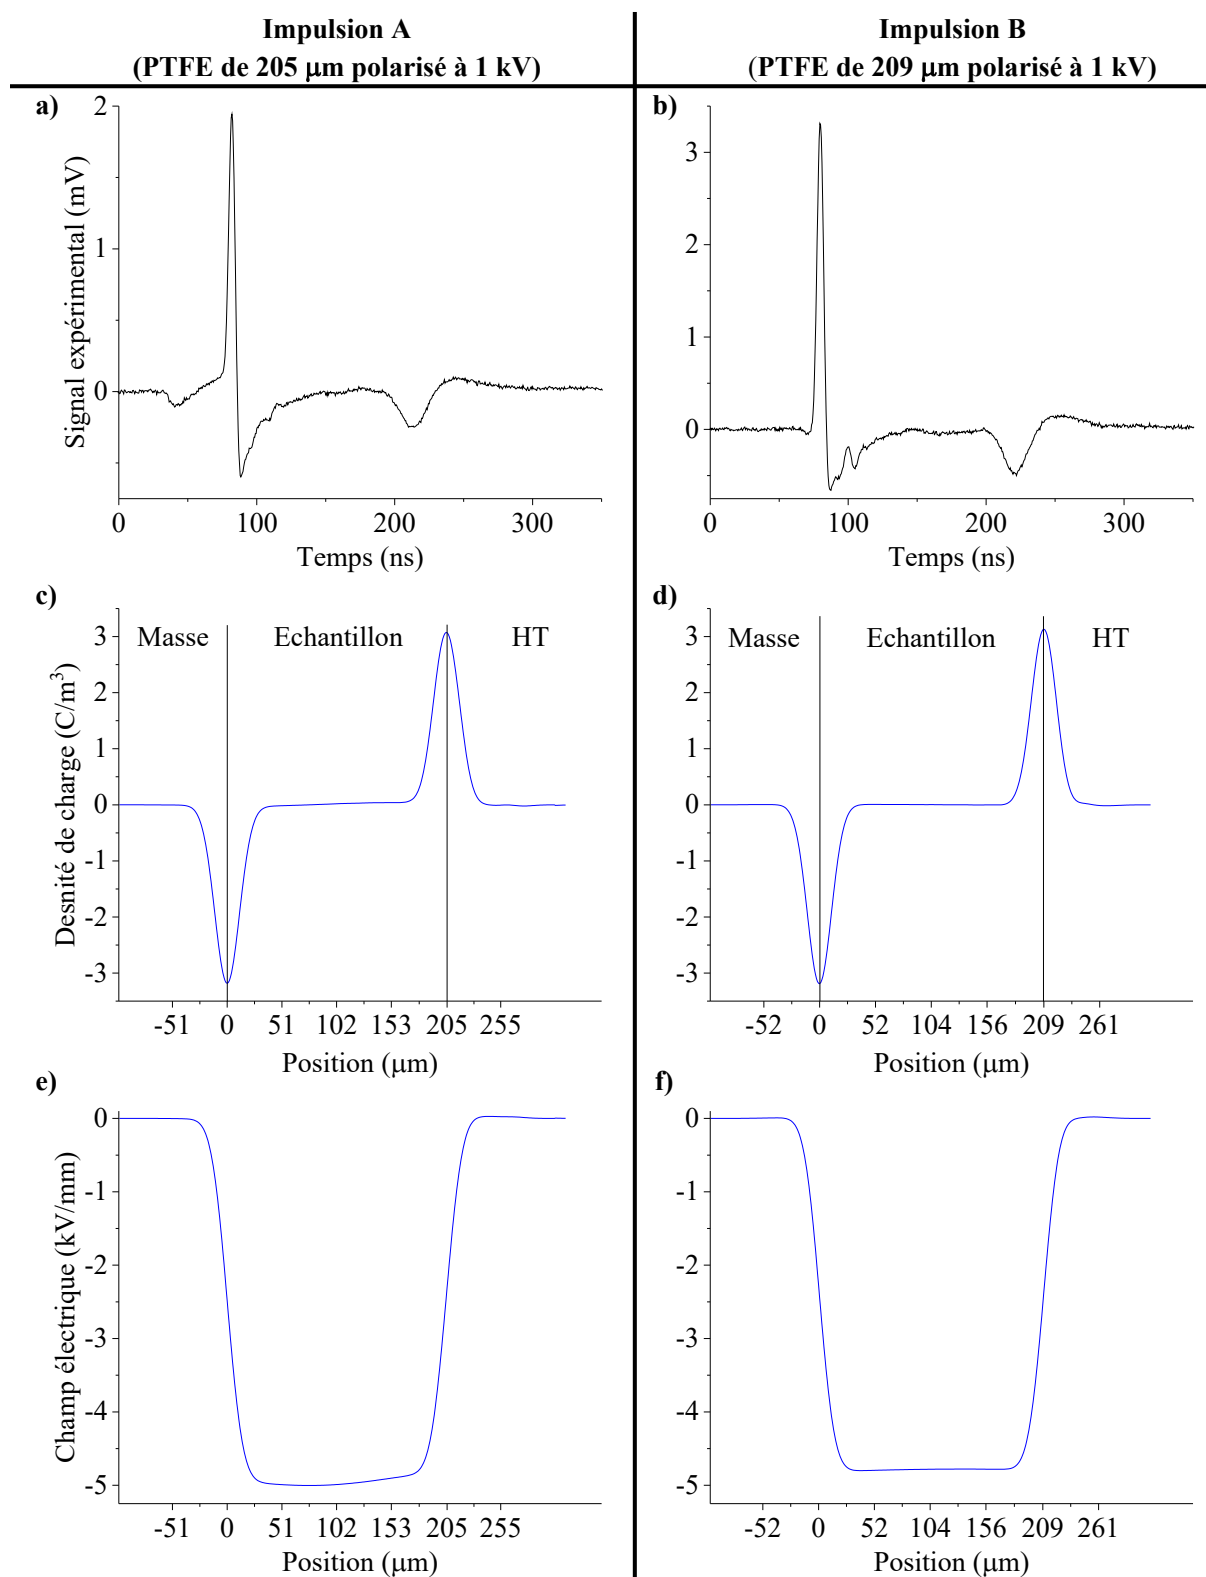 Impulsion A
(PTFE de 205 μm polarisé à 1 kV)
Impulsion B
(PTFE de 209 μm polarisé à 1 kV)
a)
Signal expérimental (mV)
2
1
0
0 100 200 300
Temps (ns)
b)
3
2
1
0
0 100 200 300
Temps (ns)
c)
Desnité de charge (C/m³)
Masse Echantillon HT
3
2
1
0
-1
-2
-3
-51 0 51 102 153 205 255
Position (μm)
d)
Masse Echantillon HT
3
2
1
0
-1
-2
-3
-52 0 52 104 156 209 261
Position (μm)
e)
Champ électrique (kV/mm)
0
-1
-2
-3
-4
-5
-51 0 51 102 153 205 255
Position (μm)
f)
0
-1
-2
-3
-4
-5
-52 0 52 104 156 209 261
Position (μm)